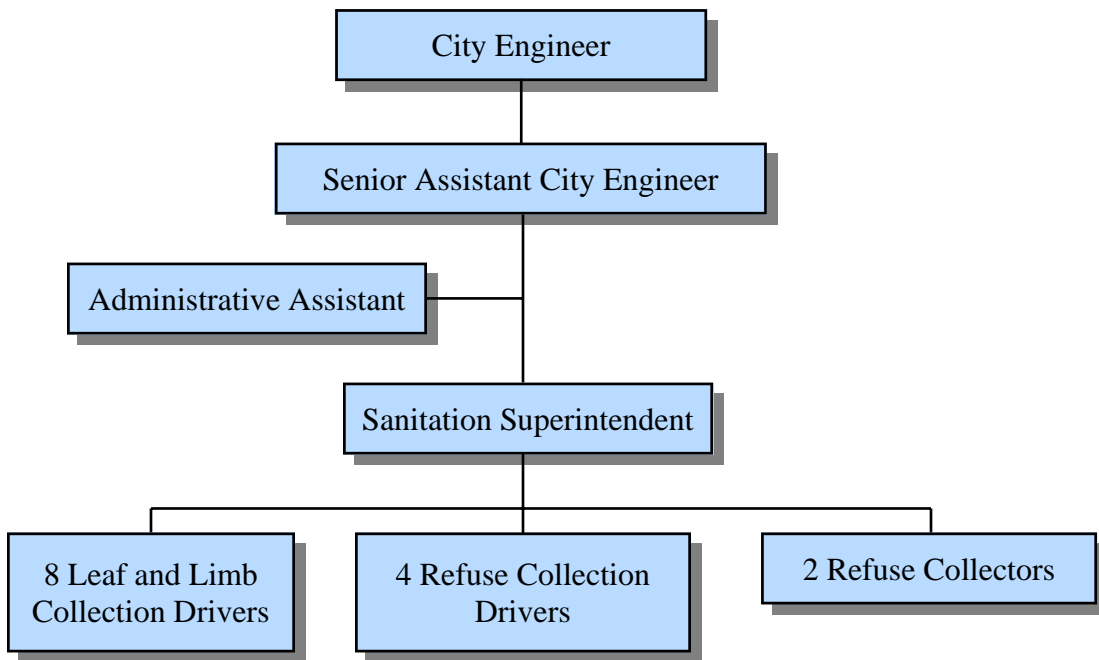 City Engineer
Senior Assistant City Engineer
Administrative Assistant
Sanitation Superintendent
8 Leaf and Limb
Collection Drivers
4 Refuse Collection
Drivers
2 Refuse Collectors